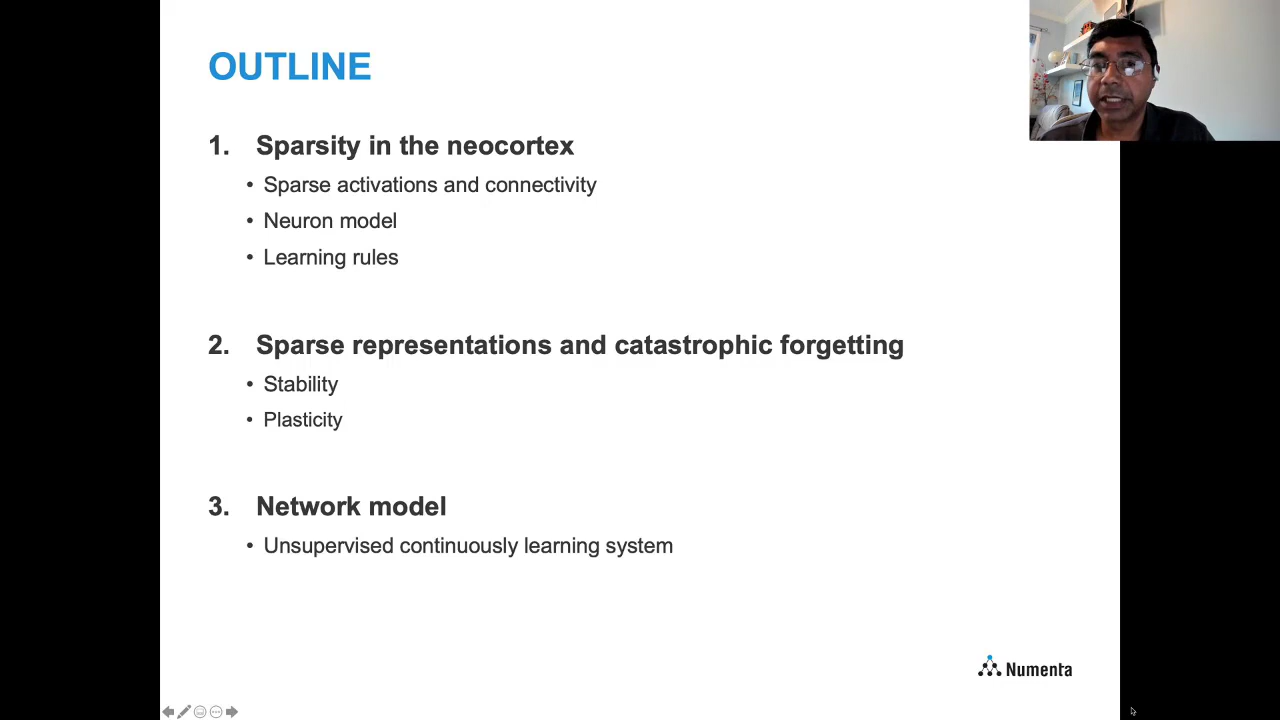 OUTLINE
1. Sparsity in the neocortex
• Sparse activations and connectivity
• Neuron model
• Learning rules
2. Sparse representations and catastrophic forgetting
• Stability
• Plasticity
3. Network model
• Unsupervised continuously learning system
Numenta